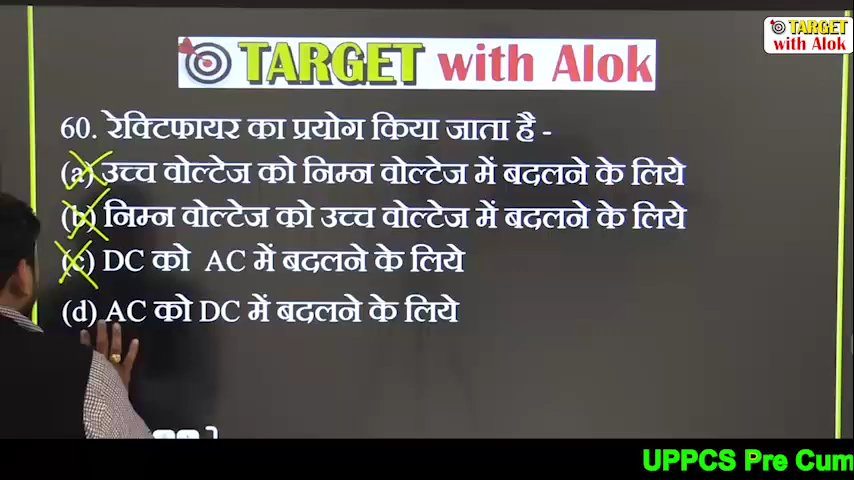 TARGET
with Alok
TARGET with Alok
60. रेक्टिफायर का प्रयोग किया जाता है -
(a) उच्च वोल्टेज को निम्न वोल्टेज में बदलने के लिये
(b) निम्न वोल्टेज को उच्च वोल्टेज में बदलने के लिये
(c) DC को AC में बदलने के लिये
(d) AC को DC में बदलने के लिये
UPPCS Pre Cum